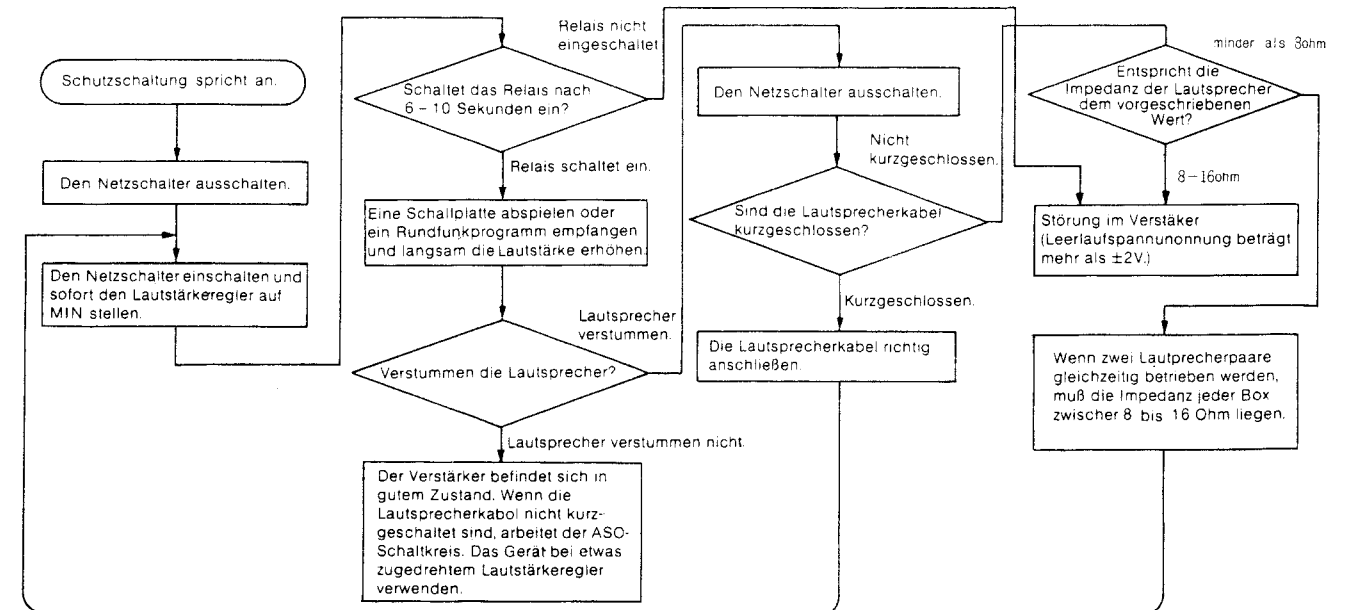 Schutzschaltung spricht an.
Den Netzschalter ausschalten.
Den Netzschalter einschalten und
sofort den Lautstärkeregler auf
MIN stellen.
Relais nicht
eingeschaltet
Schaltet das Relais nach
6 – 10 Sekunden ein?
Relais schaltet ein.
Eine Schallplatte abspielen oder
ein Rundfunkprogramm empfangen
und langsam die Lautstärke erhöhen.
Lautsprecher
verstummen.
Verstummen die Lautsprecher?
Lautsprecher verstummen nicht.
Der Verstärker befindet sich in
gutem Zustand. Wenn die
Lautsprecherkabol nicht kurz-
geschaltet sind, arbeitet der ASO-
Schaltkreis. Das Gerät bei etwas
zugedrehtem Lautstärkeregler
verwenden.
Den Netzschalter ausschalten.
Nicht
kurzgeschlossen.
Sind die Lautsprecherkabel
kurzgeschlossen?
Kurzgeschlossen.
Die Lautsprecherkabel richtig
anschließen.
minder als 8ohm
Entspricht die
Impedanz der Lautsprecher
dem vorgeschriebenen
Wert?
8–16ohm
Störung im Verstäker
(Leerlaufspannunonnung beträgt
mehr als ±2V.)
Wenn zwei Lautprecherpaare
gleichzeitig betrieben werden,
muß die Impedanz jeder Box
zwischer 8 bis 16 Ohm liegen.